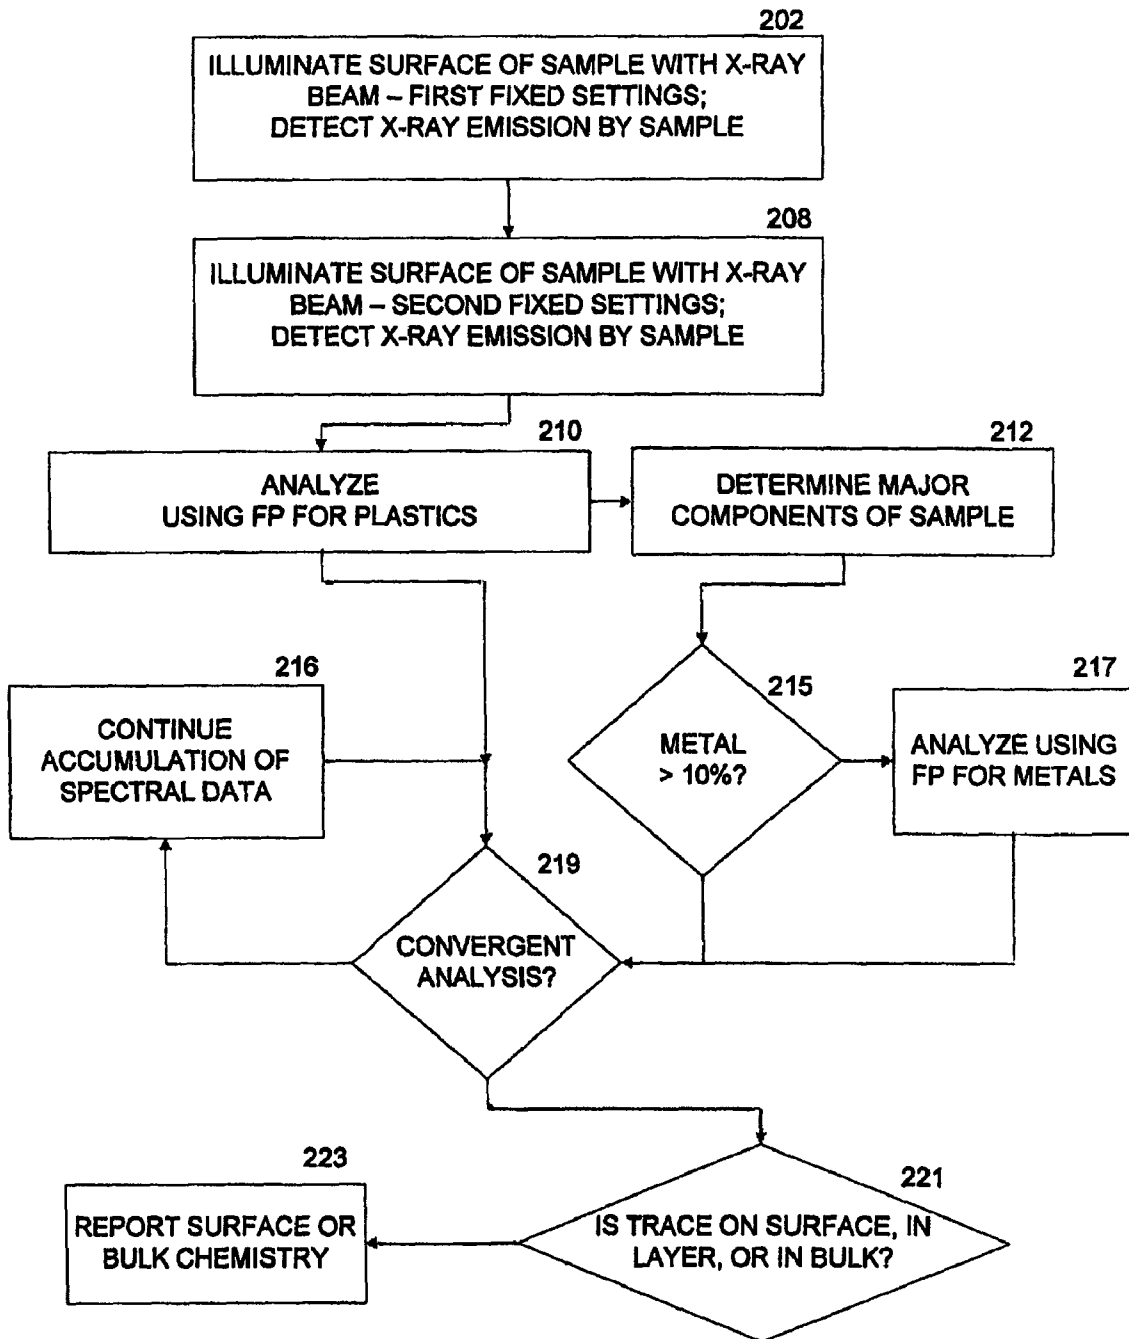 202
ILLUMINATE SURFACE OF SAMPLE WITH X-RAY
BEAM – FIRST FIXED SETTINGS;
DETECT X-RAY EMISSION BY SAMPLE
208
ILLUMINATE SURFACE OF SAMPLE WITH X-RAY
BEAM – SECOND FIXED SETTINGS;
DETECT X-RAY EMISSION BY SAMPLE
210
ANALYZE
USING FP FOR PLASTICS
212
DETERMINE MAJOR
COMPONENTS OF SAMPLE
216
CONTINUE
ACCUMULATION OF
SPECTRAL DATA
215
METAL
> 10%?
217
ANALYZE USING
FP FOR METALS
219
CONVERGENT
ANALYSIS?
223
REPORT SURFACE OR
BULK CHEMISTRY
221
IS TRACE ON SURFACE, IN
LAYER, OR IN BULK?